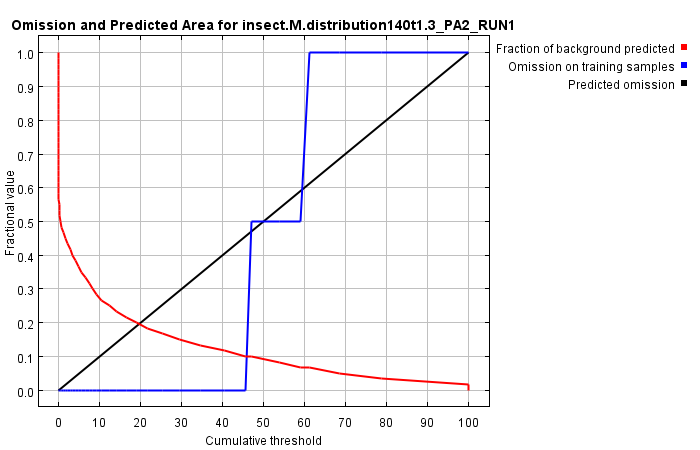 Omission and Predicted Area for insect.M.distribution140t1.3_PA2_RUN1
Fraction of background predicted
Omission on training samples
Predicted omission
Fractional value
1.0
0.9
0.8
0.7
0.6
0.5
0.4
0.3
0.2
0.1
0.0
0 10 20 30 40 50 60 70 80 90 100
Cumulative threshold